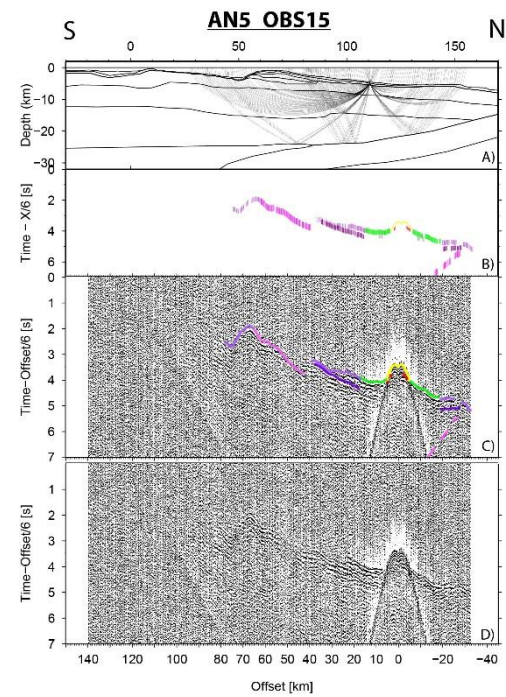 AN5 OBS15
S
N
0 50 100 150
0
−10
−20
−30
Depth (km)
A)
0
2
4
6
Time - X/6 [s]
B)
0
1
2
3
4
5
6
7
Time−Offset/6 [s]
C)
1
2
3
4
5
6
7
Time−Offset/6 [s]
D)
140 120 100 80 60 50 40 30 20 10 0 −10 −20 −40
Offset [km]